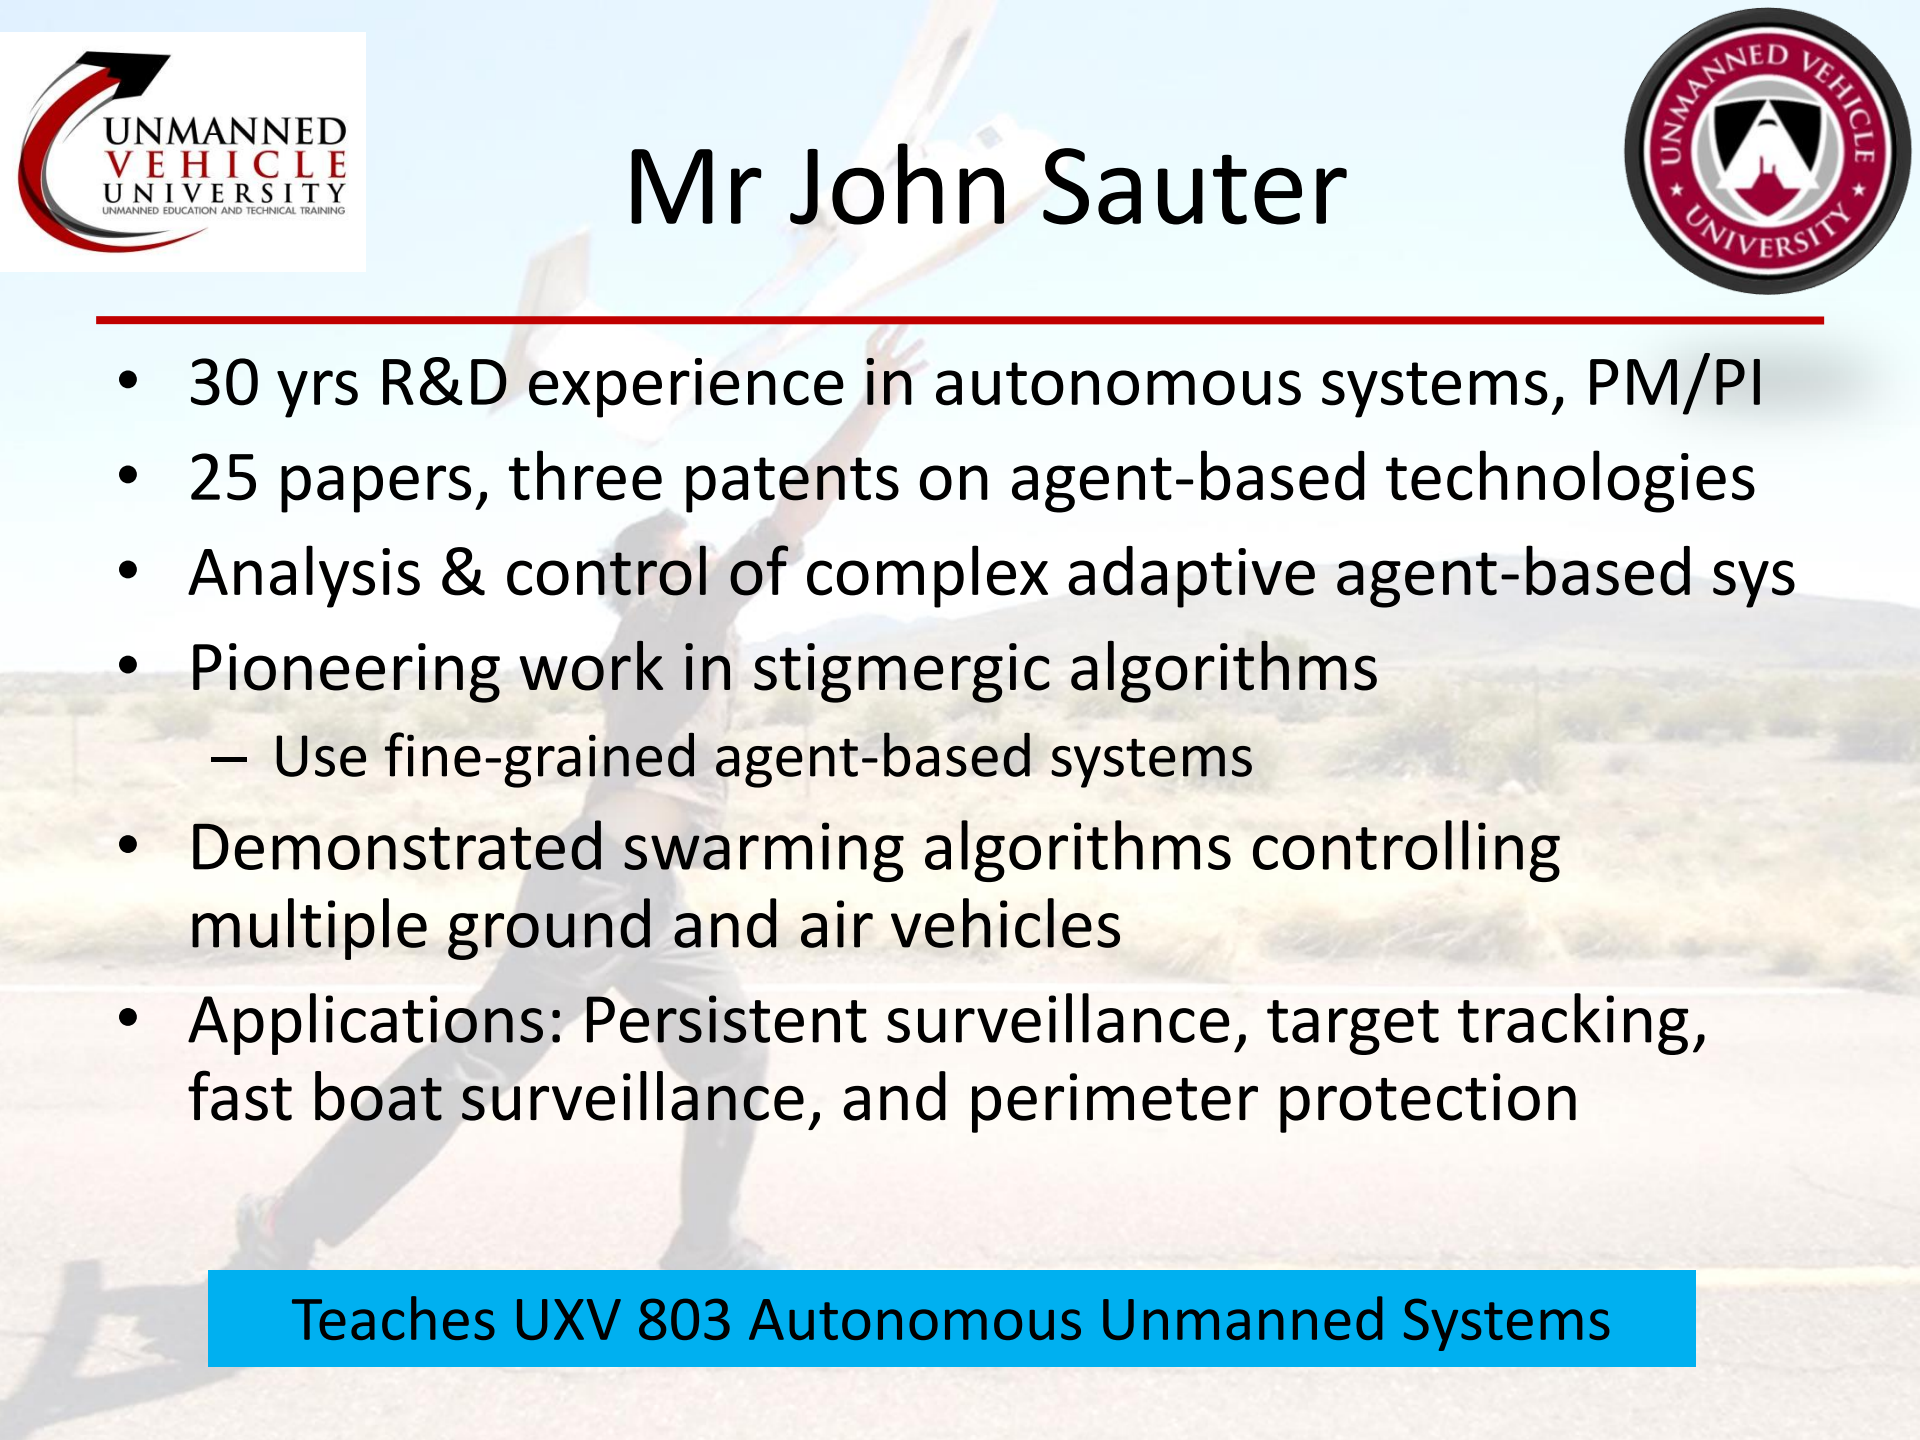 UNMANNED
VEHICLE
UNIVERSITY
UNMANNED EDUCATION AND TECHNICAL TRAINING
UNMANNED VEHICLE
UNIVERSITY
Mr John Sauter
• 30 yrs R&D experience in autonomous systems, PM/PI
• 25 papers, three patents on agent-based technologies
• Analysis & control of complex adaptive agent-based sys
• Pioneering work in stigmergic algorithms
– Use fine-grained agent-based systems
• Demonstrated swarming algorithms controlling
multiple ground and air vehicles
• Applications: Persistent surveillance, target tracking,
fast boat surveillance, and perimeter protection
Teaches UXV 803 Autonomous Unmanned Systems